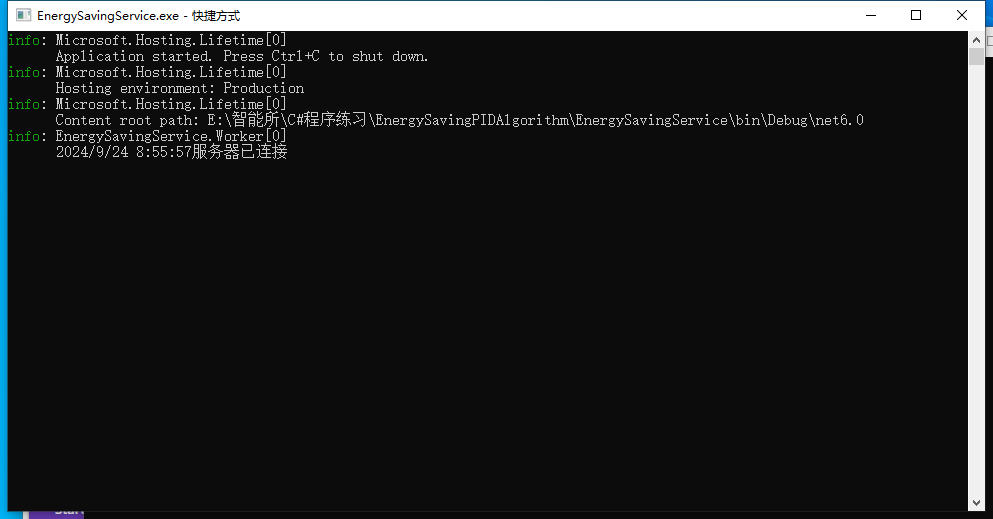 EnergySavingService.exe - 快捷方式
info: Microsoft.Hosting.Lifetime[0]
Application started. Press Ctrl+C to shut down.
info: Microsoft.Hosting.Lifetime[0]
Hosting environment: Production
info: Microsoft.Hosting.Lifetime[0]
Content root path: E:\智能所\C#程序练习\EnergySavingPIDAlgorithm\EnergySavingService\bin\Debug\net6.0
info: EnergySavingService.Worker[0]
2024/9/24 8:55:57服务器已连接